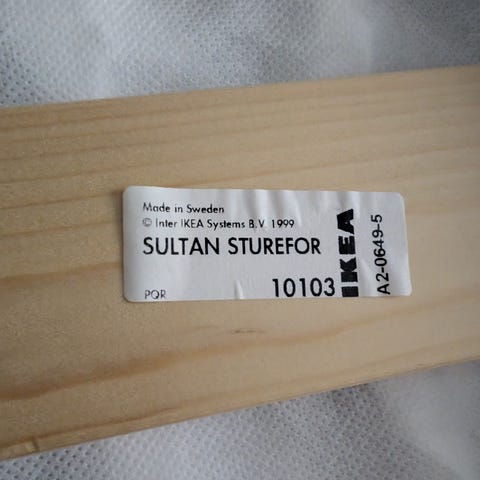 Made in Sweden
© Inter IKEA Systems B.V. 1999
SULTAN STUREFOR
PQR
10103
IKEA
A2-0649-5